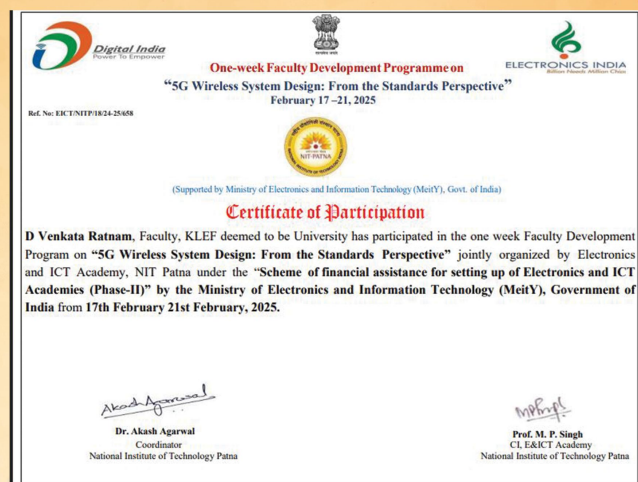 Digital India
Power To Empower
ELECTRONICS INDIA
Billion Needs Million Chips
One-week Faculty Development Programme on
“5G Wireless System Design: From the Standards Perspective”
February 17 –21, 2025
Ref. No: EICT/NITP/18/24-25/658
NIT-PATNA
(Supported by Ministry of Electronics and Information Technology (MeitY), Govt. of India)
Certificate of Participation
D Venkata Ratnam, Faculty, KLEF deemed to be University has participated in the one week Faculty Development
Program on “5G Wireless System Design: From the Standards Perspective” jointly organized by Electronics
and ICT Academy, NIT Patna under the “Scheme of financial assistance for setting up of Electronics and ICT
Academies (Phase-II)” by the Ministry of Electronics and Information Technology (MeitY), Government of
India from 17th February 21st February, 2025.
Akash Agarwal
Dr. Akash Agarwal
Coordinator
National Institute of Technology Patna
Prof. M. P. Singh
CI, E&ICT Academy
National Institute of Technology Patna